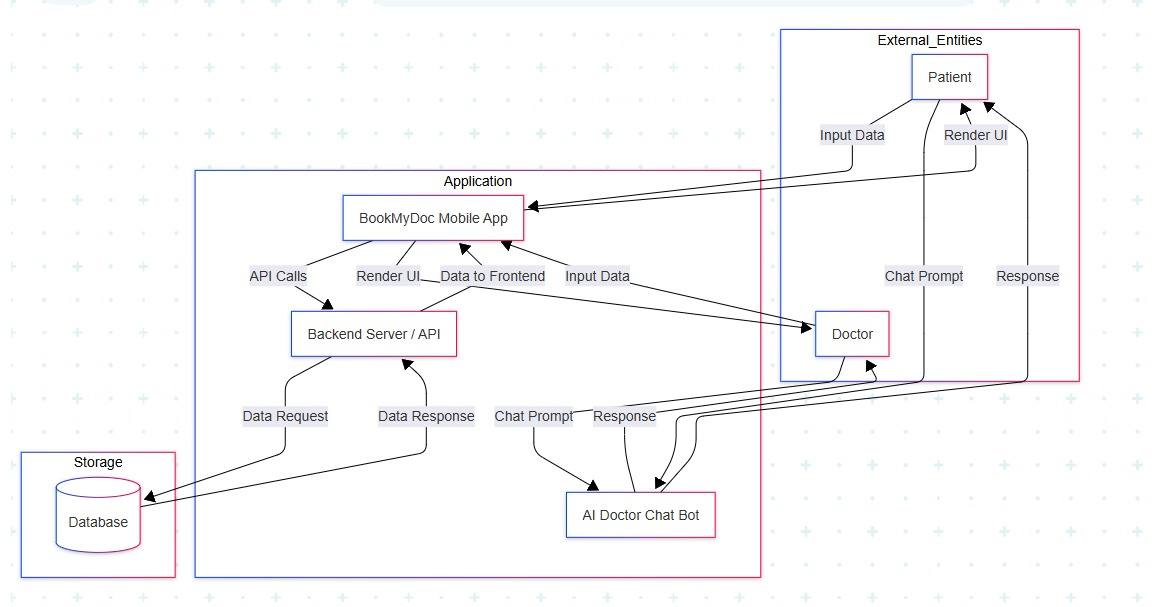 External_Entities
Patient
Input Data
Render UI
Application
BookMyDoc Mobile App
API Calls
Render UI
Data to Frontend
Input Data
Chat Prompt
Response
Backend Server / API
Doctor
Data Request
Data Response
Chat Prompt
Response
Storage
Database
AI Doctor Chat Bot